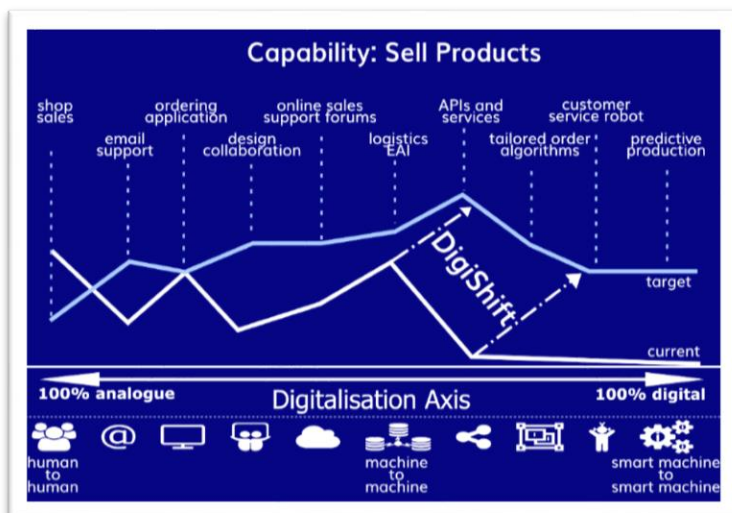 Capability: Sell Products
shop
sales
email
support
ordering
application
design
collaboration
online sales
support forums
logistics
EAI
APIs and
services
tailored order
algorithms
customer
service robot
predictive
production
DigiShift
target
current
100% analogue
Digitalisation Axis
100% digital
@
human
to
human
machine
to
machine
smart machine
to
smart machine